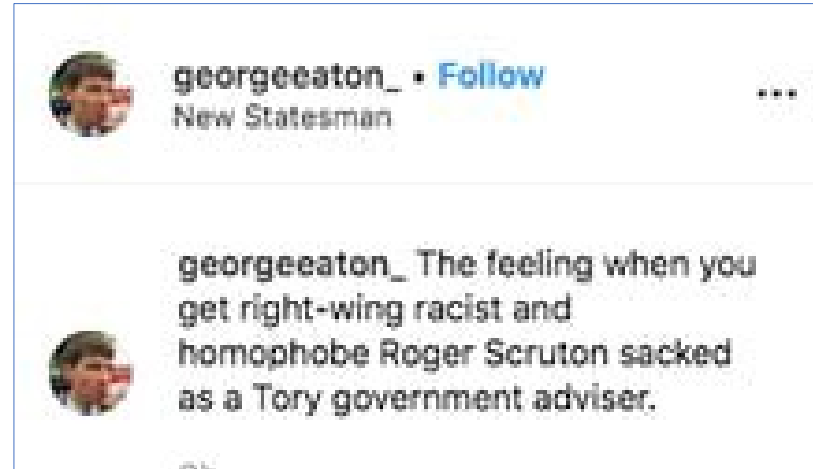 georgeeaton_ • Follow
New Statesman
...
georgeeaton_ The feeling when you
get right-wing racist and
homophobe Roger Scruton sacked
as a Tory government adviser.